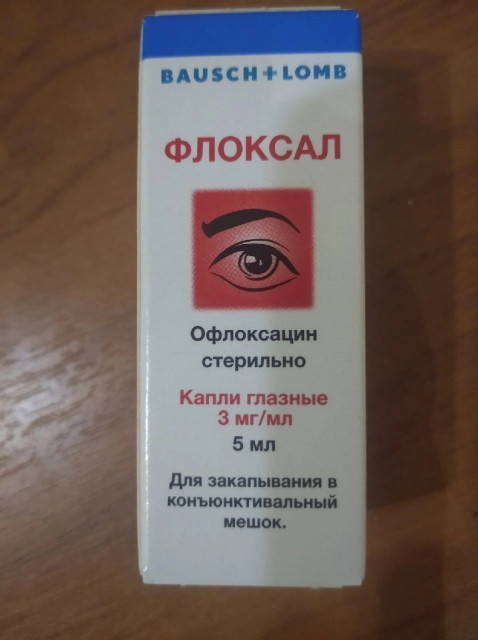 BAUSCH+LOMB
ФЛОКСАЛ
Офлоксацин
стерильно
Капли глазные
3 мг/мл
5 мл
Для закапывания в
конъюнктивальный
мешок.